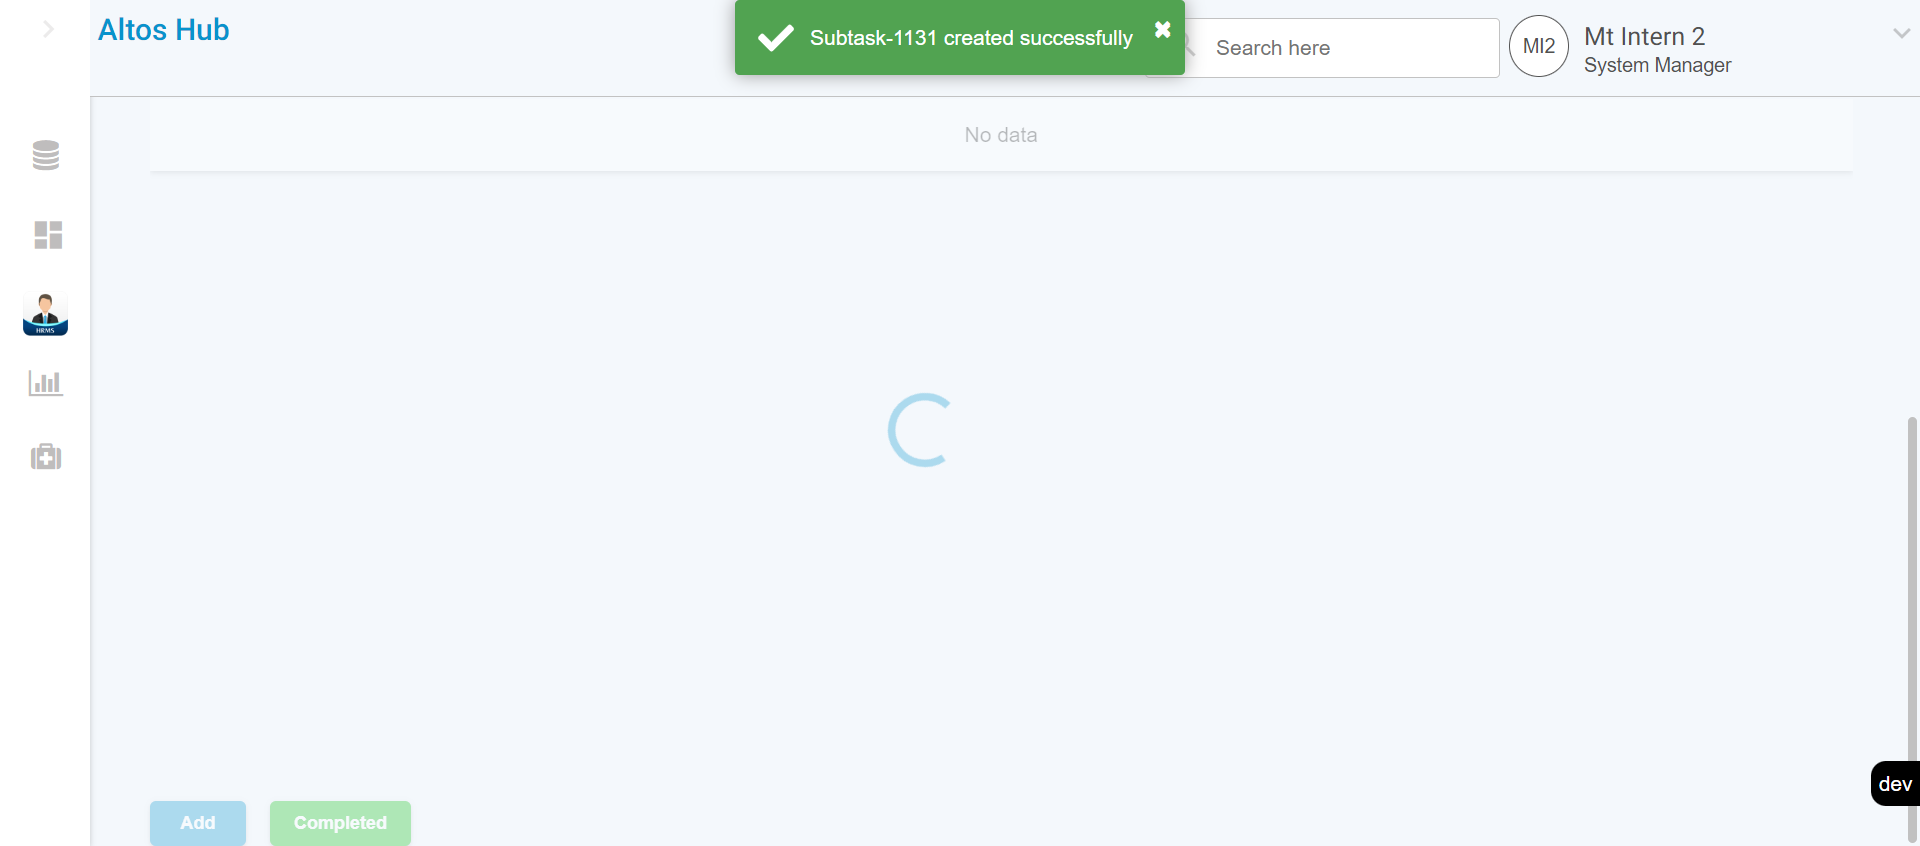 Altos Hub
Subtask-1131 created successfully
Search here
MI2
Mt Intern 2
System Manager
No data
HRMS
dev
Add
Completed